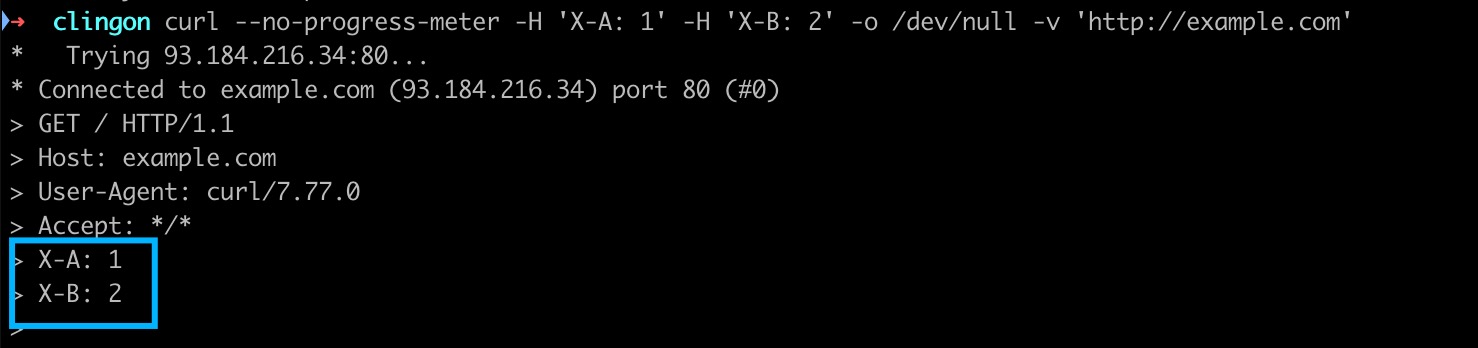 ➜ clingon curl --no-progress-meter -H 'X-A: 1' -H 'X-B: 2' -o /dev/null -v 'http://example.com'
*   Trying 93.184.216.34:80...
* Connected to example.com (93.184.216.34) port 80 (#0)
> GET / HTTP/1.1
> Host: example.com
> User-Agent: curl/7.77.0
> Accept: */*
> X-A: 1
> X-B: 2
>